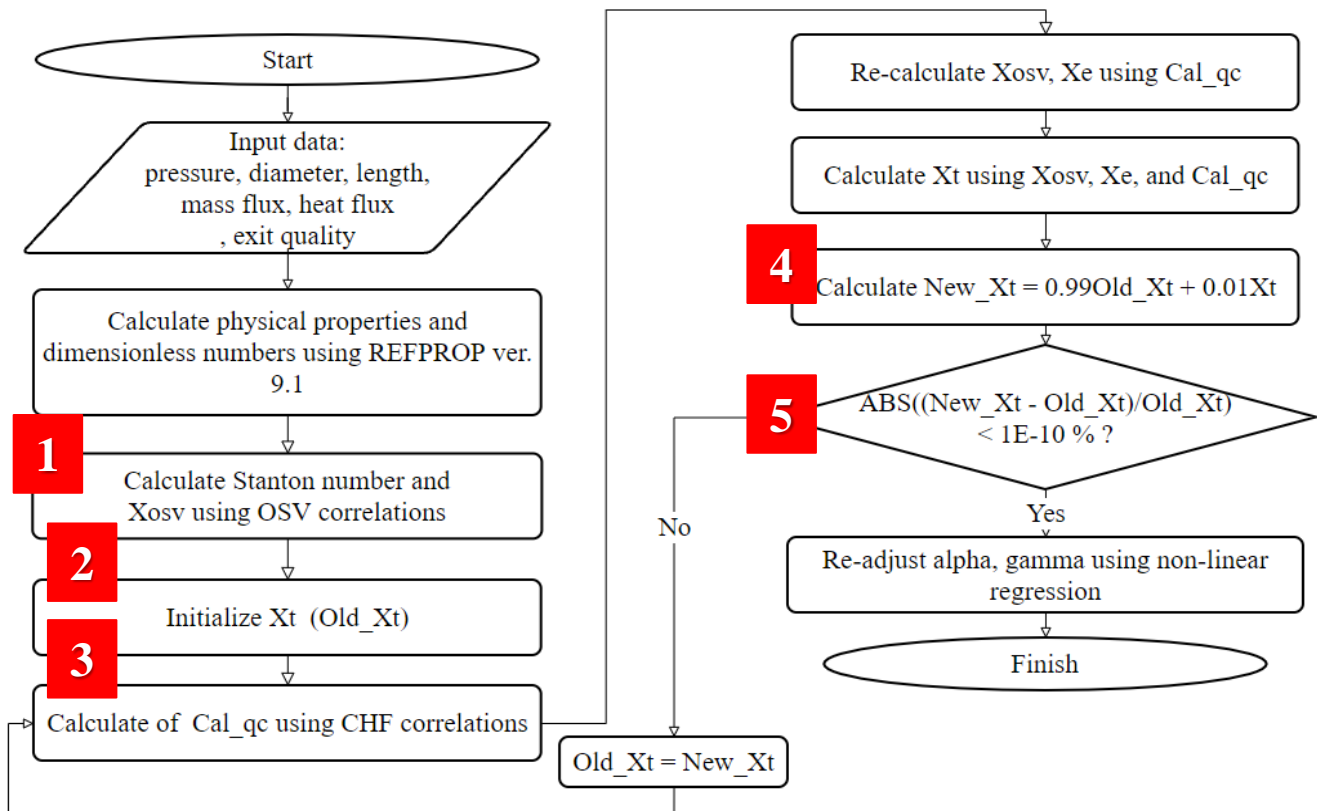 Start
Input data:
pressure, diameter, length,
mass flux, heat flux
, exit quality
Calculate physical properties and
dimensionless numbers using REFPROP ver.
9.1
1
Calculate Stanton number and
Xosv using OSV correlations
2
Initialize Xt (Old_Xt)
3
Calculate of Cal_qc using CHF correlations
Re-calculate Xosv, Xe using Cal_qc
Calculate Xt using Xosv, Xe, and Cal_qc
4
Calculate New_Xt = 0.99Old_Xt + 0.01Xt
5
ABS((New_Xt - Old_Xt)/Old_Xt)
< 1E-10 % ?
No
Yes
Old_Xt = New_Xt
Re-adjust alpha, gamma using non-linear
regression
Finish